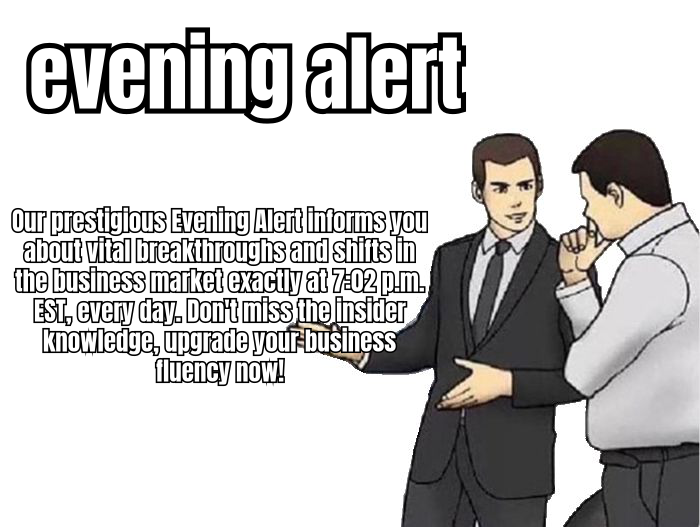 evening alert
Our prestigious Evening Alert informs you
about vital breakthroughs and shifts in
the business market exactly at 7:02 p.m.
EST, every day. Don't miss the insider
knowledge, upgrade your business
fluency now!